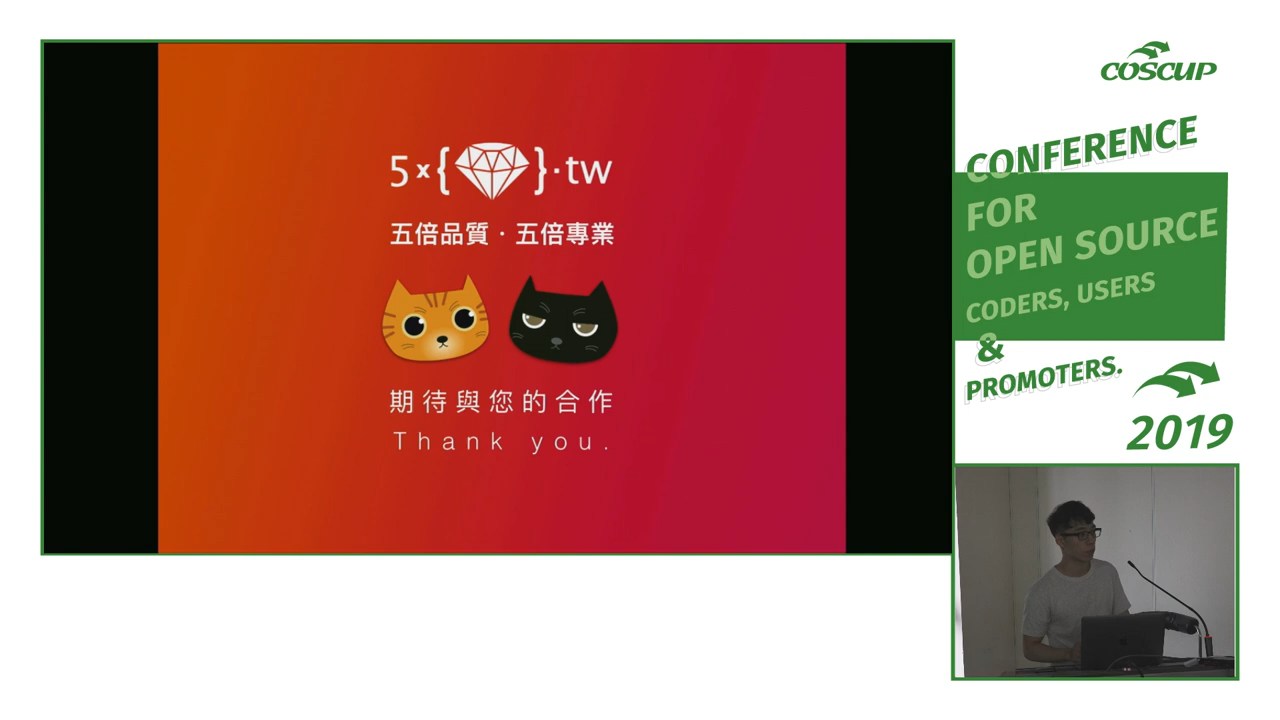 5×{}·tw
五倍品質·五倍專業
期待與您的合作
Thank you.
COSCUP
CONFERENCE
FOR
OPEN SOURCE
CODERS, USERS
&
PROMOTERS.
2019